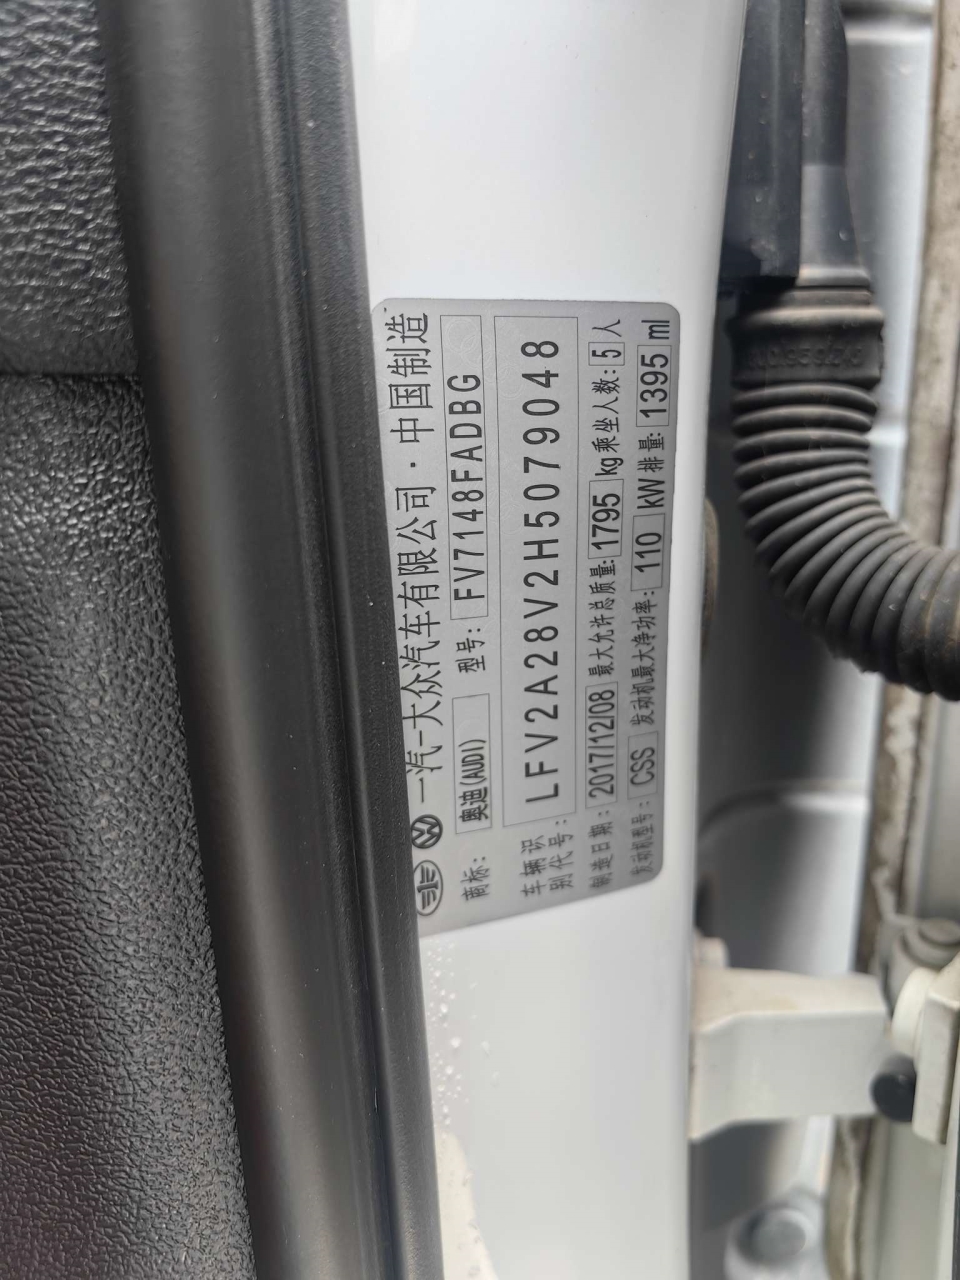 一汽-大众汽车有限公司·中国制造
商标: 奥迪(AUDI) 型号: FV7148FADBG
车辆识别代号: LFV2A28V2H5079048
制造日期: 2017/12/08 最大允许总质量: 1795 kg 乘坐人数: 5 人
发动机型号: CSS 发动机最大净功率: 110 kW 排量: 1395 ml